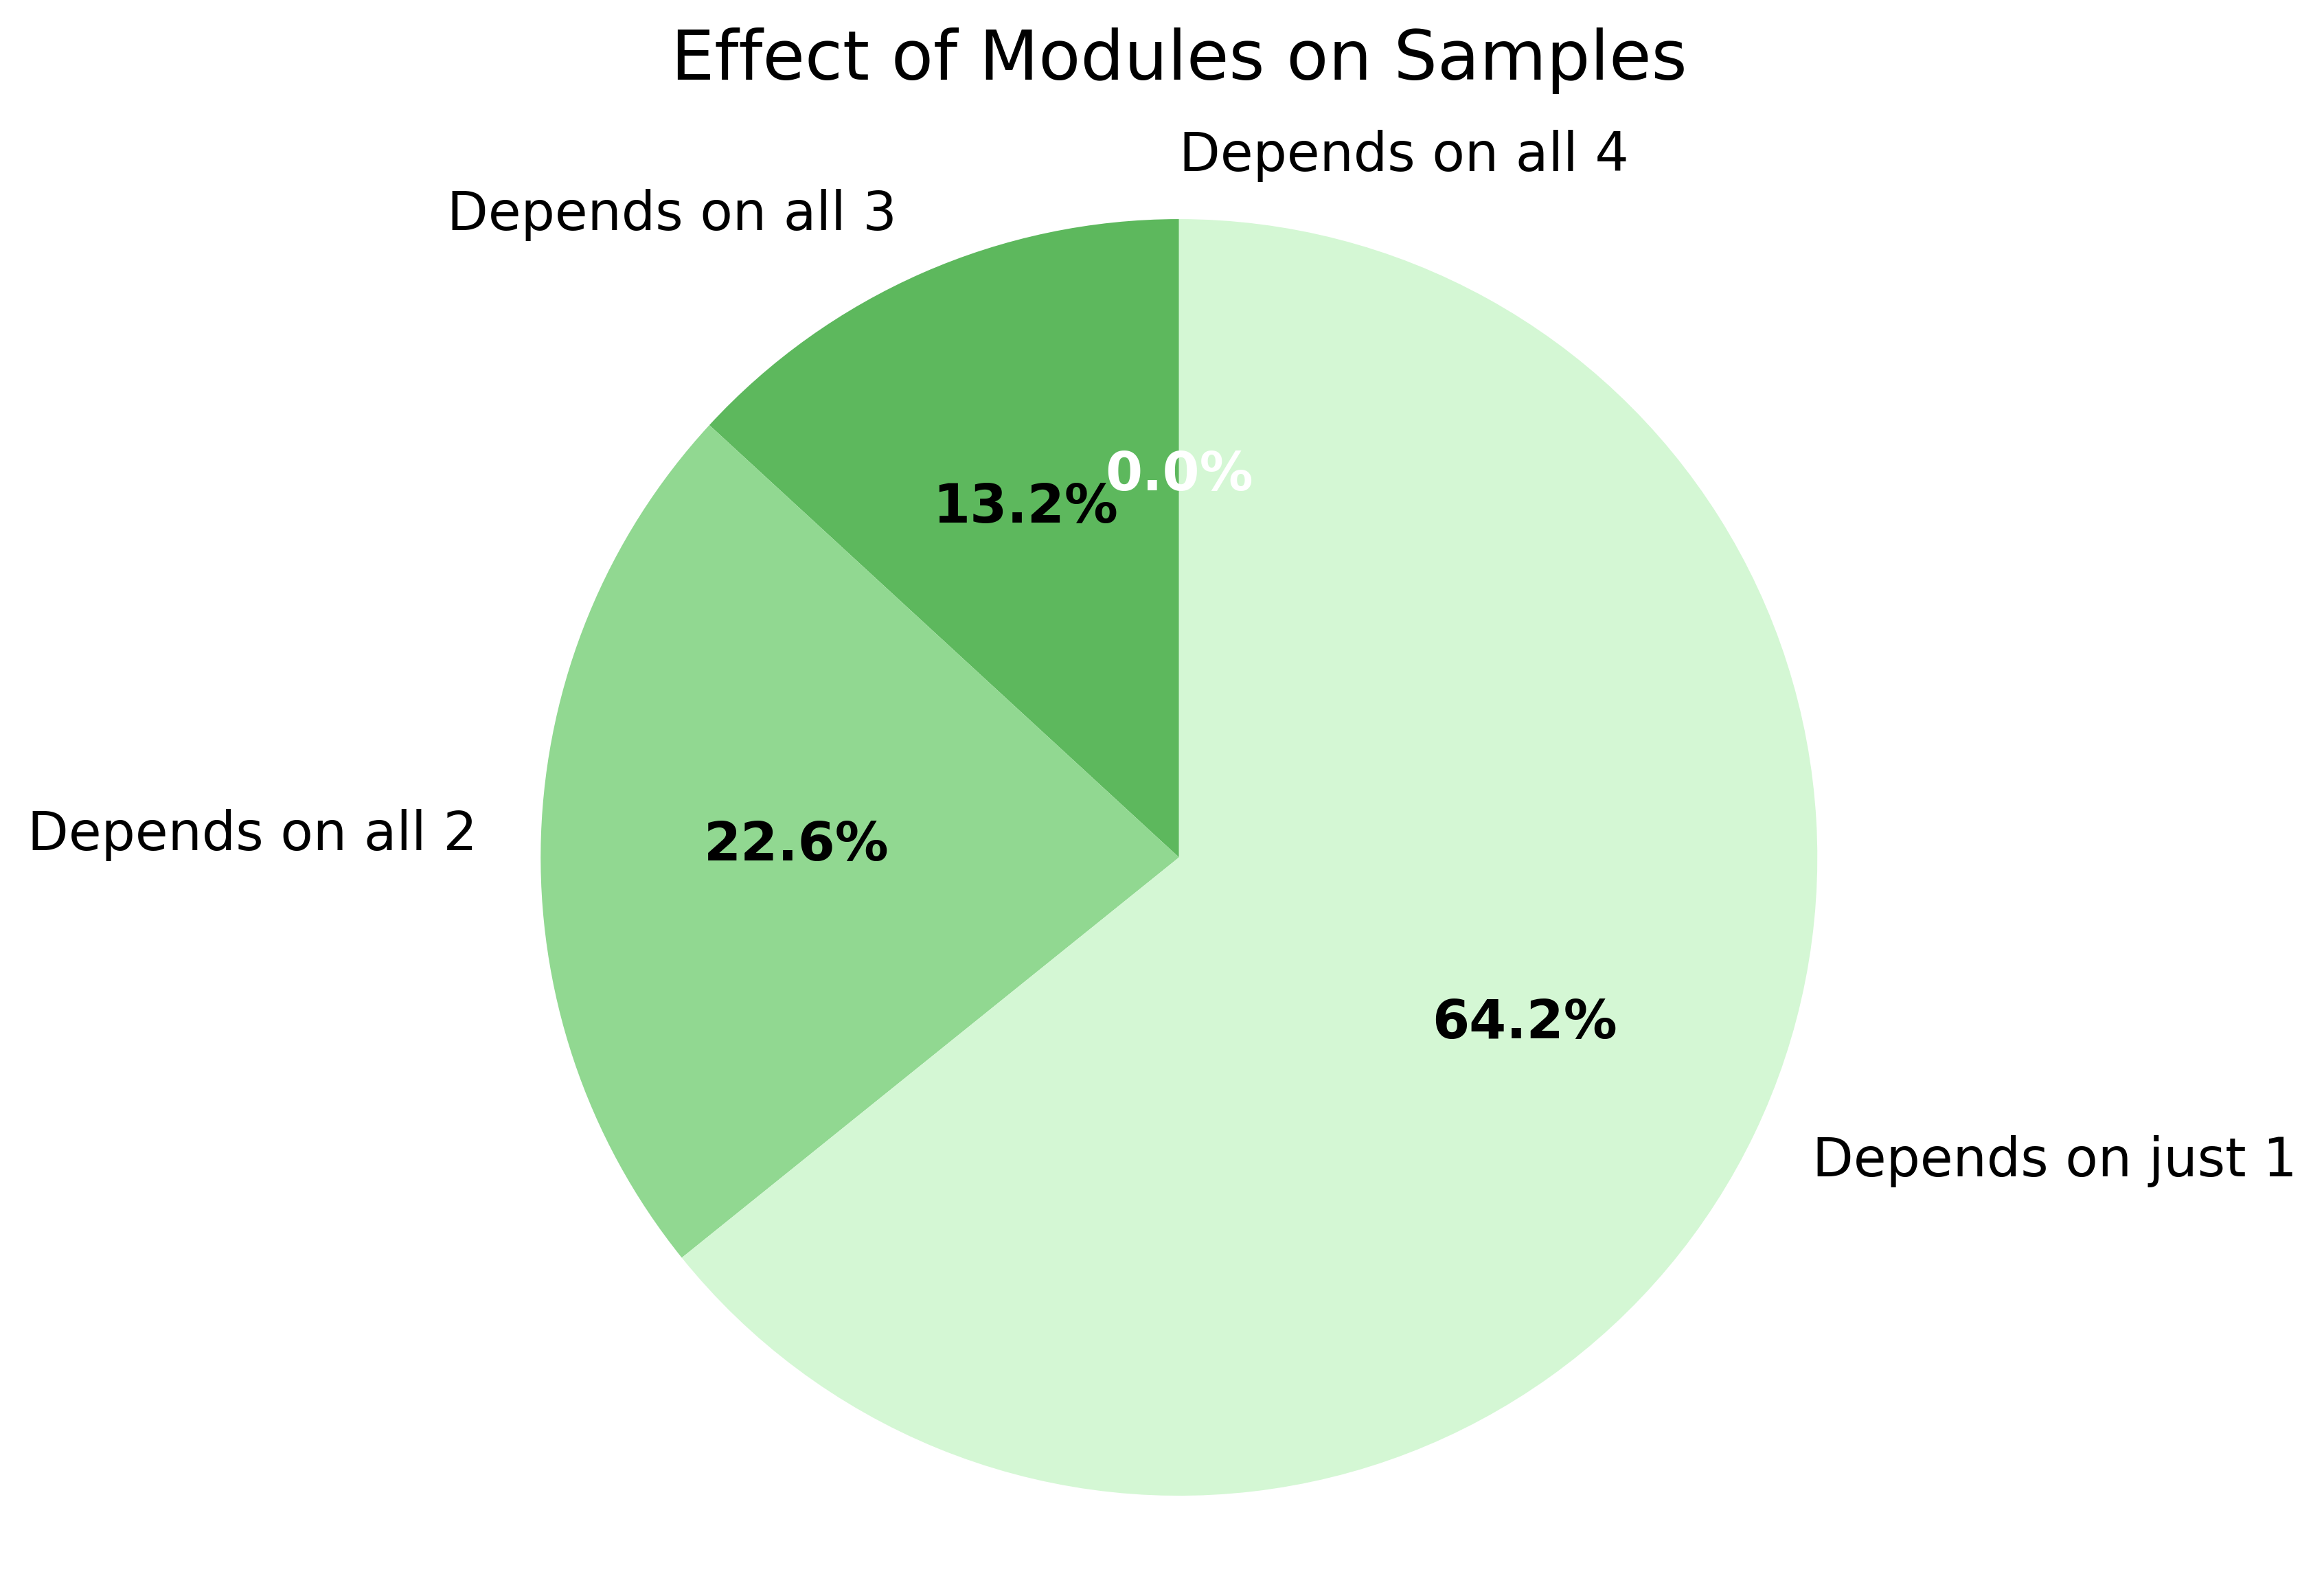 Effect of Modules on Samples
Depends on all 4
Depends on all 3
0.0%
13.2%
Depends on all 2
22.6%
64.2%
Depends on just 1